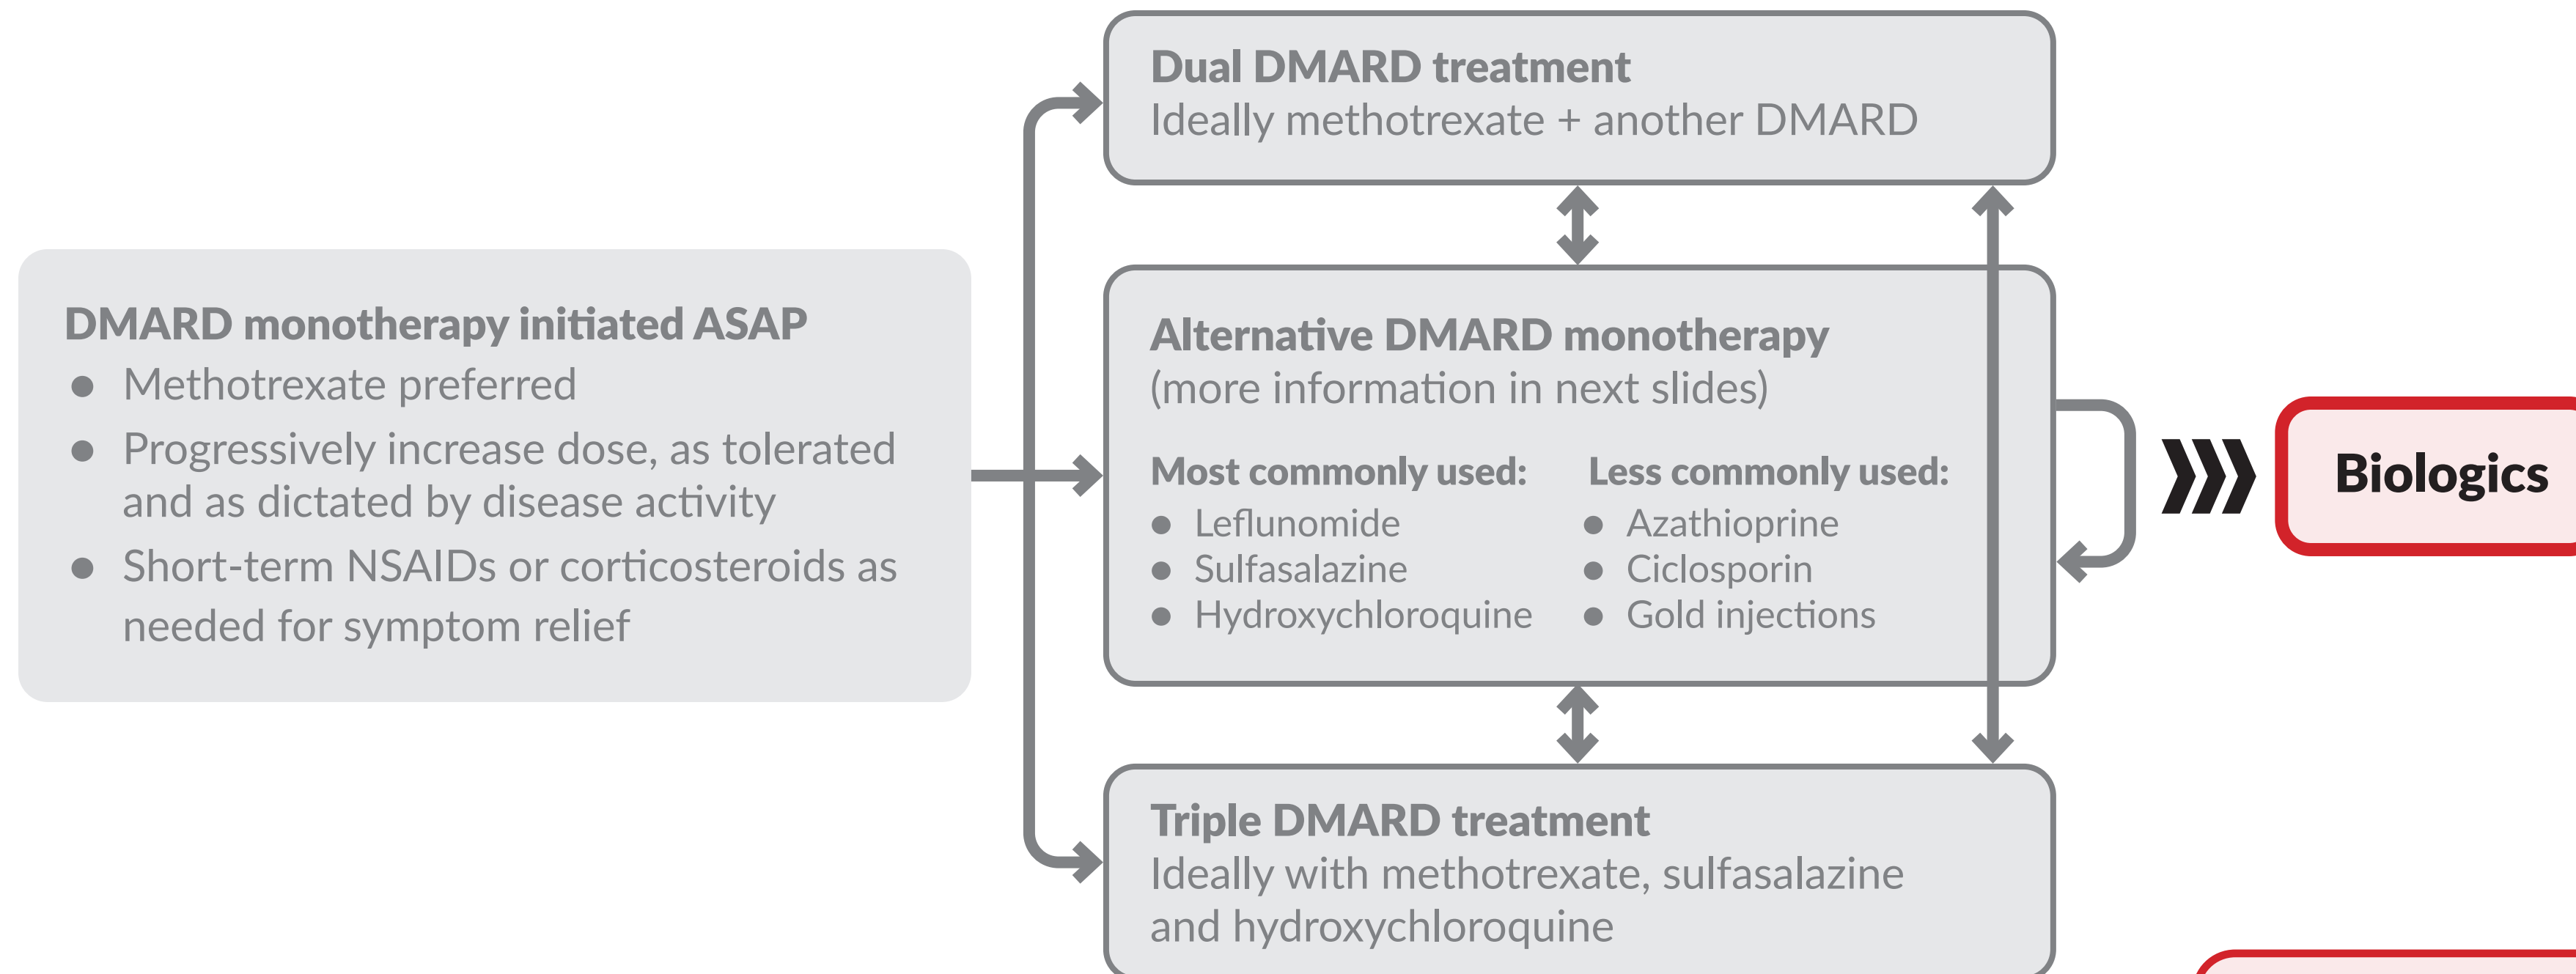 DMARD monotherapy initiated ASAP
● Methotrexate preferred
● Progressively increase dose, as tolerated
and as dictated by disease activity
● Short-term NSAIDs or corticosteroids as
needed for symptom relief
Dual DMARD treatment
Ideally methotrexate + another DMARD
Alternative DMARD monotherapy
(more information in next slides)
Most commonly used:
● Leflunomide
● Sulfasalazine
● Hydroxychloroquine
Less commonly used:
● Azathioprine
● Ciclosporin
● Gold injections
Triple DMARD treatment
Ideally with methotrexate, sulfasalazine
and hydroxychloroquine
Biologics